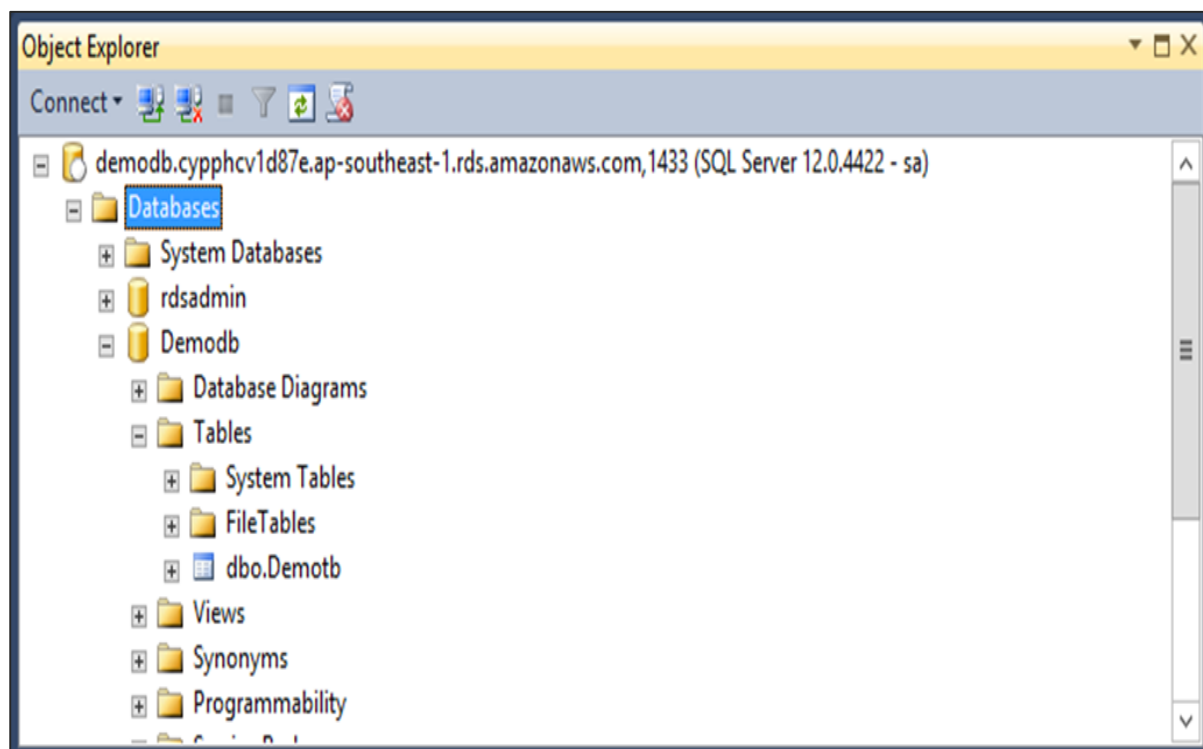 Object Explorer
Connect
demodb.cypphcv1d87e.ap-southeast-1.rds.amazonaws.com,1433 (SQL Server 12.0.4422 - sa)
Databases
System Databases
rdsadmin
Demodb
Database Diagrams
Tables
System Tables
FileTables
dbo.Demotb
Views
Synonyms
Programmability